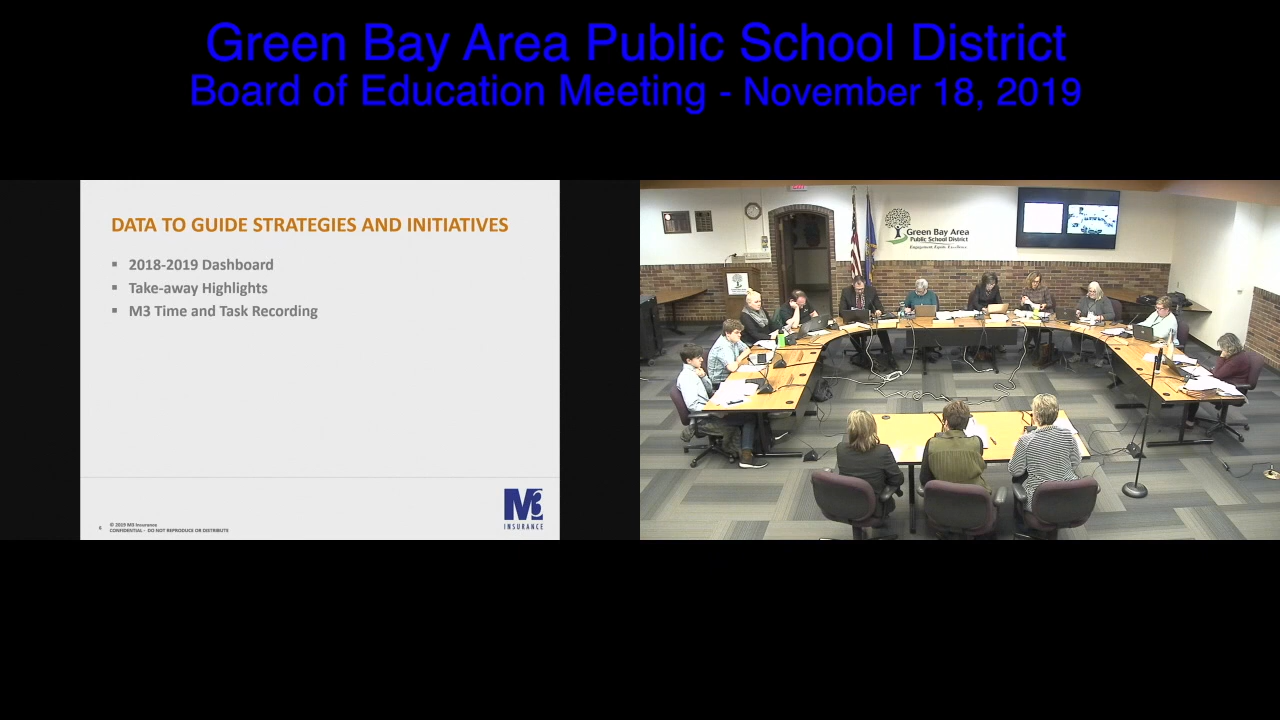 Green Bay Area Public School District
Board of Education Meeting - November 18, 2019
DATA TO GUIDE STRATEGIES AND INITIATIVES
▪ 2018-2019 Dashboard
▪ Take-away Highlights
▪ M3 Time and Task Recording
© 2019 M3 Insurance
CONFIDENTIAL - DO NOT REPRODUCE OR DISTRIBUTE
M3
INSURANCE
Green Bay Area
Public School District